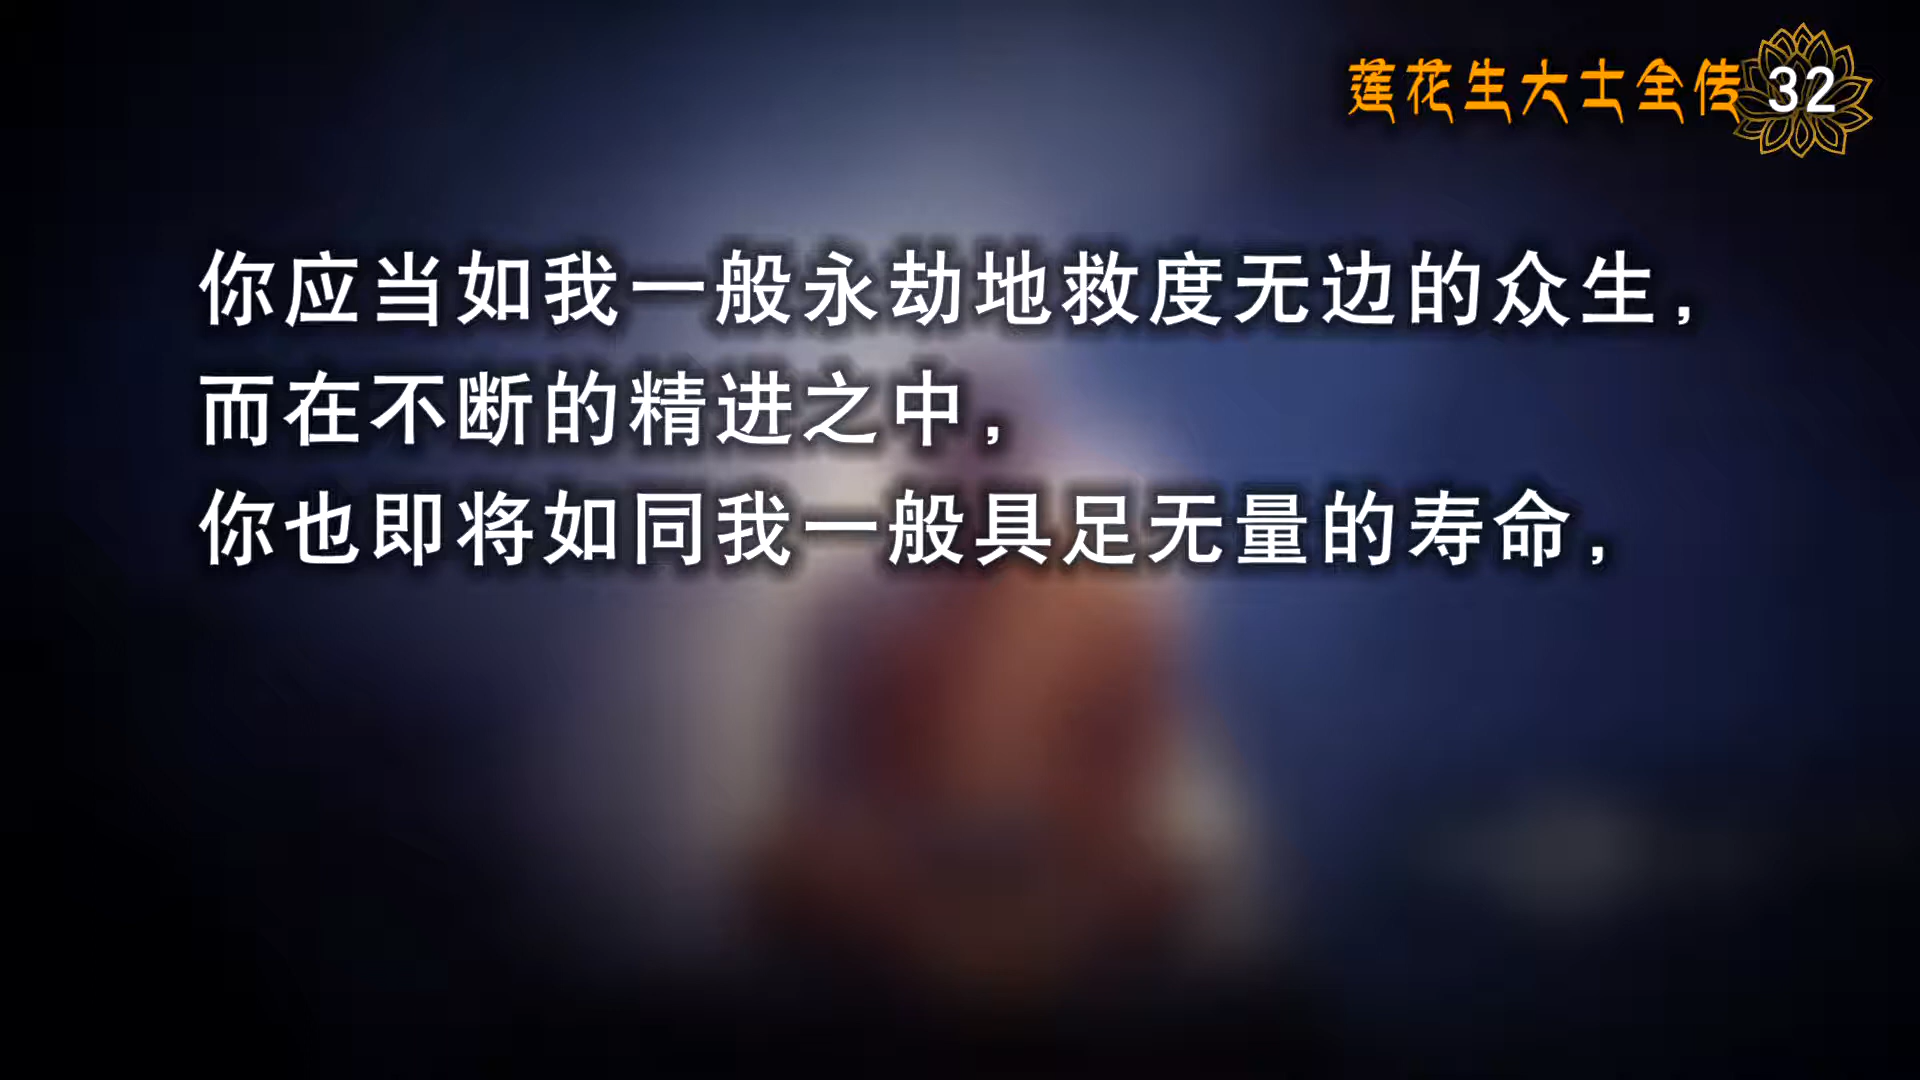 莲花生大士全传 32
你应当如我一般永劫地救度无边的众生，
而在不断的精进之中，
你也即将如同我一般具足无量的寿命，